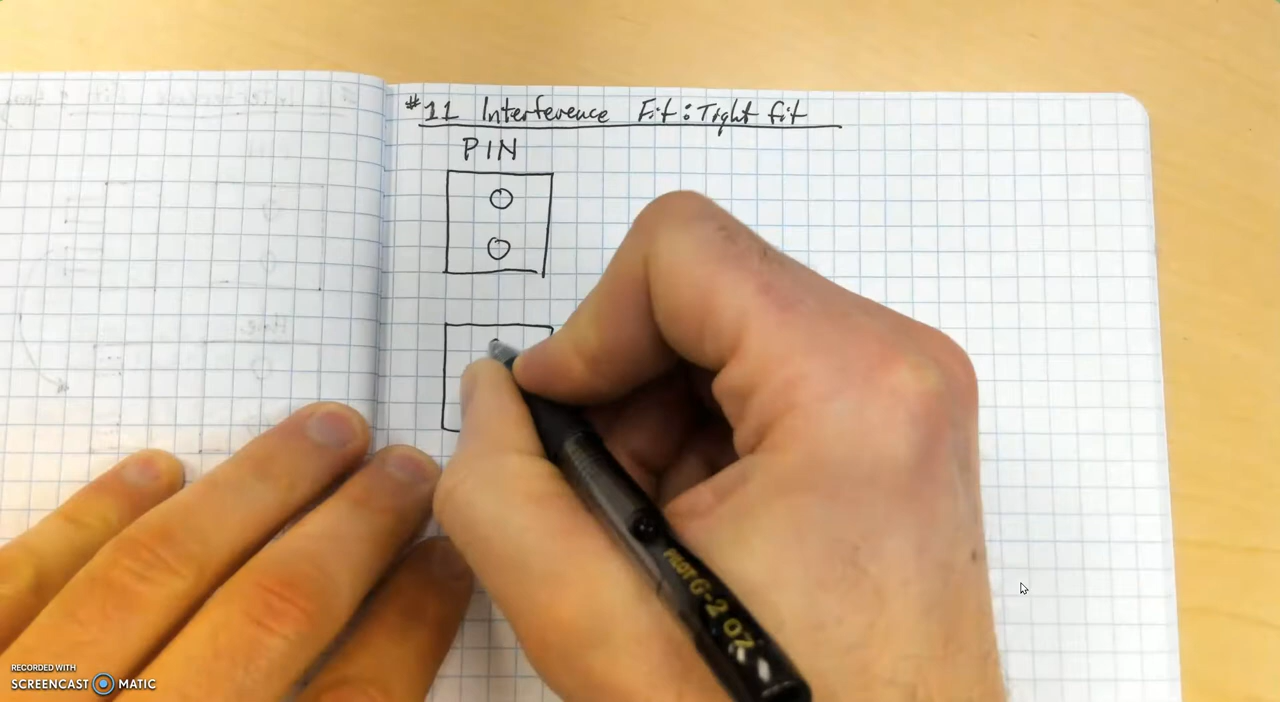 #11 Interference Fit: Tight fit
PIN
PILOT G-2 07
RECORDED WITH
SCREENCAST MATIC